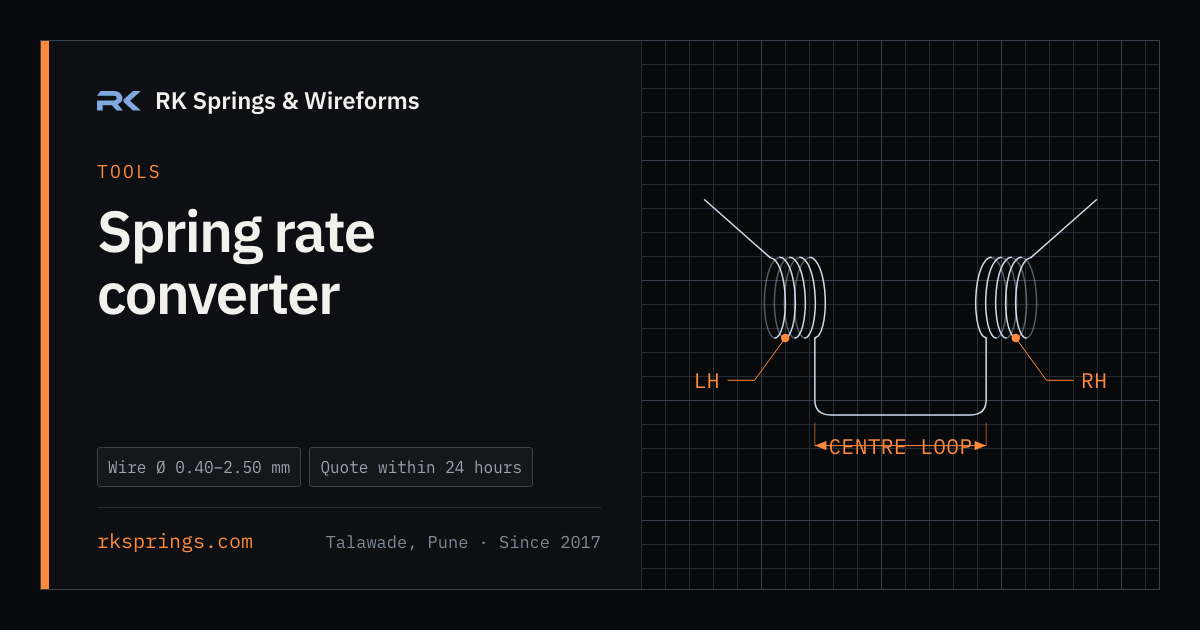 RK RK Springs & Wireforms
TOOLS
Spring rate
converter
Wire Ø 0.40–2.50 mm
Quote within 24 hours
rksprings.com
Talawade, Pune · Since 2017
LH
RH
CENTRE LOOP